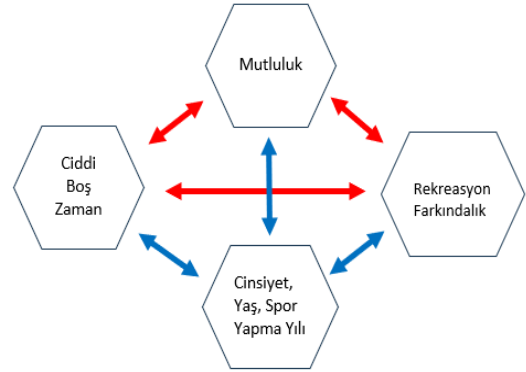 Mutluluk
Ciddi
Boş
Zaman
Rekreasyon
Farkındalık
Cinsiyet,
Yaş, Spor
Yapma Yılı